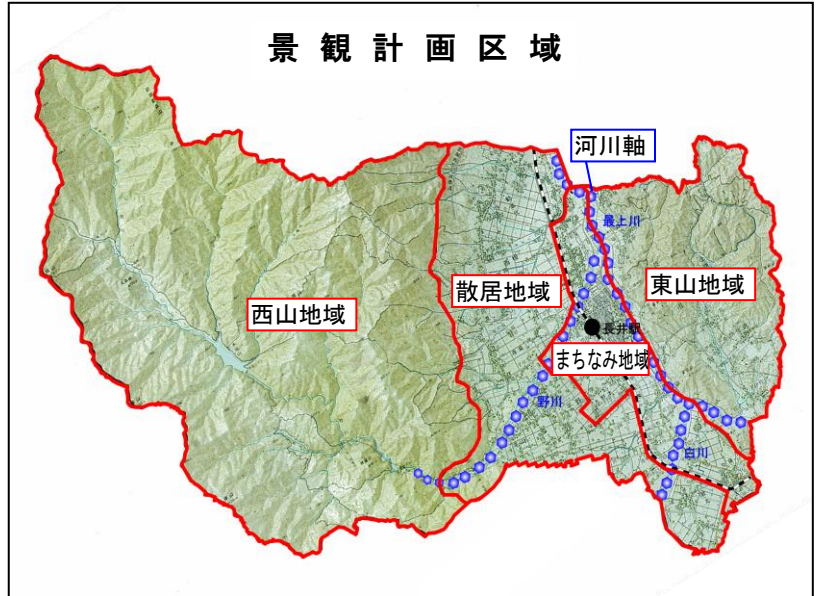 景観計画区域
河川軸
最上川
西山地域
散居地域
東山地域
長井駅
まちなみ地域
野川
白川